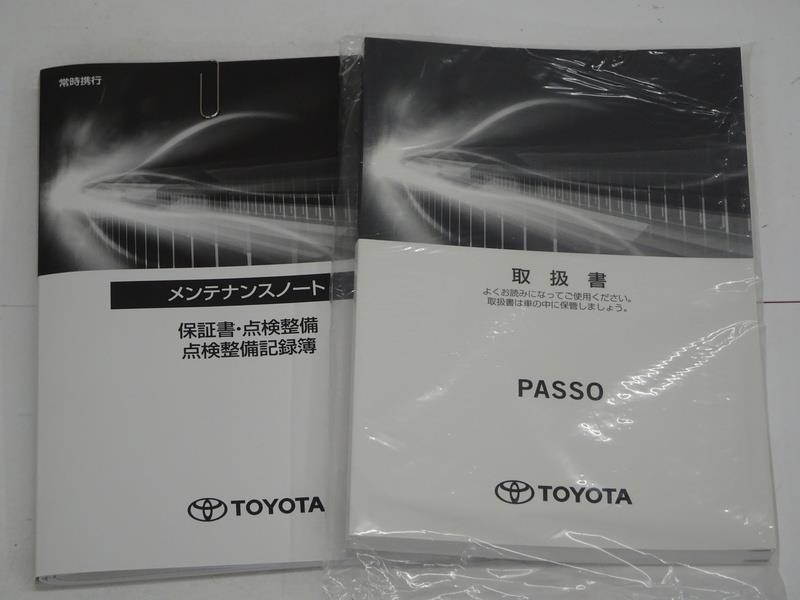 常時携行
メンテナンスノート
保証書・点検整備
点検整備記録簿
TOYOTA
取扱書
よくお読みになってご使用ください。
取扱書は車の中に保管しましょう。
PASSO
TOYOTA